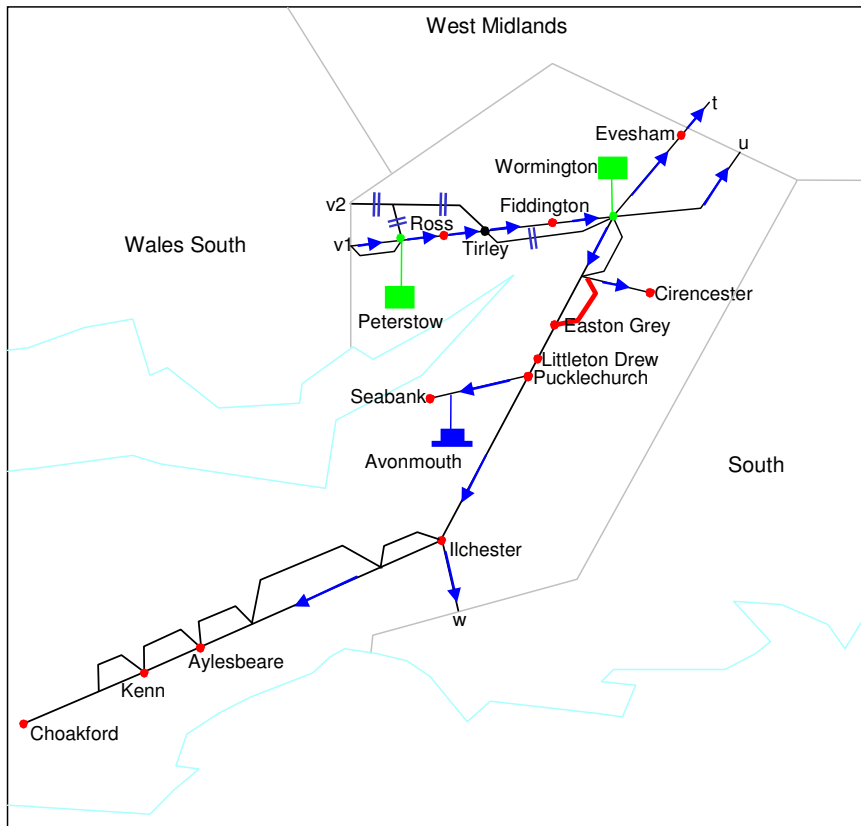 West Midlands
t
Evesham
u
Wormington
v2
Fiddington
Ross
Wales South
v1
Tirley
Cirencester
Peterstow
Easton Grey
Littleton Drew
Pucklechurch
Seabank
Avonmouth
South
Ilchester
w
Aylesbeare
Kenn
Choakford